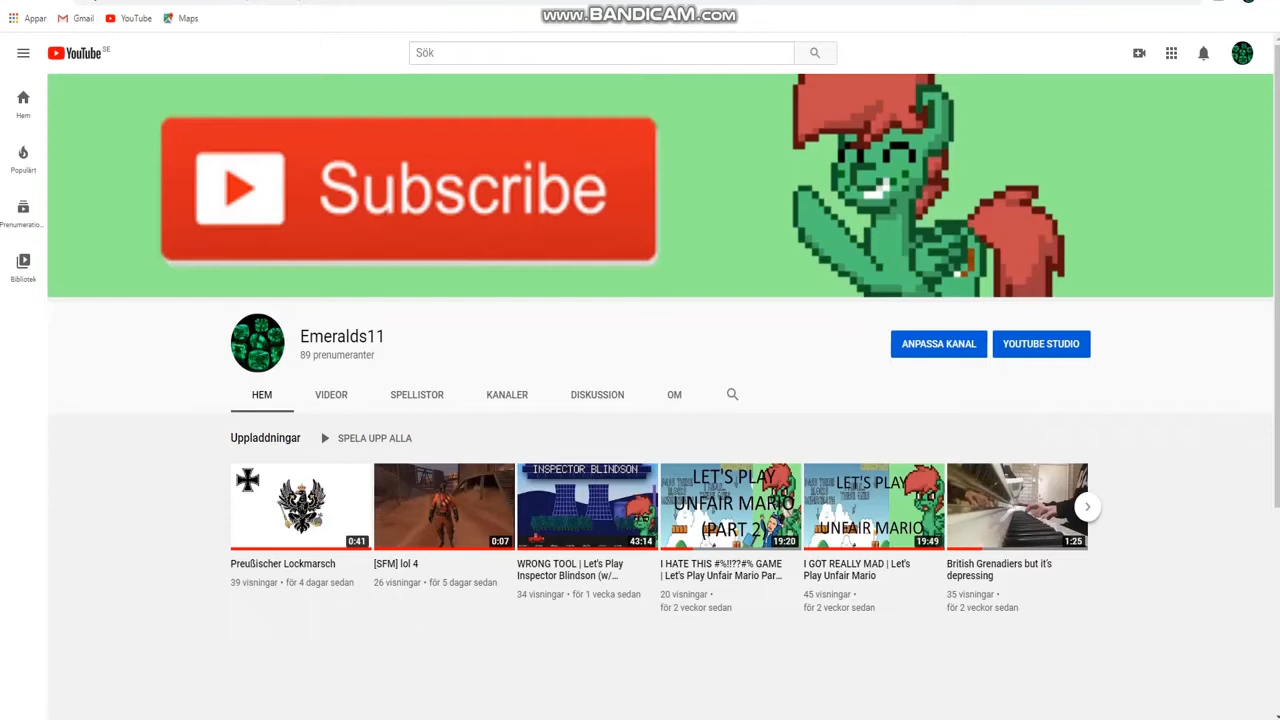 www.BANDICAM.com
Appar Gmail YouTube Maps
YouTube SE
Sök
Hem
Populärt
Prenumeratio...
Bibliotek
Subscribe
Emeralds11
89 prenumeranter
ANPASSA KANAL YOUTUBE STUDIO
HEM VIDEOR SPELLISTOR KANALER DISKUSSION OM
Uppladdningar SPELA UPP ALLA
0:41
Preußischer Lockmarsch
39 visningar • för 4 dagar sedan
0:07
[SFM] lol 4
26 visningar • för 5 dagar sedan
INSPECTOR BLINDSON
43:14
WRONG TOOL | Let's Play
Inspector Blindson (w/...
34 visningar • för 1 vecka sedan
LET'S PLAY
UNFAIR MARIO
(PART 2)
19:20
I HATE THIS #%!!??#% GAME
| Let's Play Unfair Mario Par...
20 visningar •
för 2 veckor sedan
LET'S PLAY
UNFAIR MARIO
19:49
I GOT REALLY MAD | Let's
Play Unfair Mario
45 visningar •
för 2 veckor sedan
1:25
British Grenadiers but it's
depressing
35 visningar •
för 2 veckor sedan